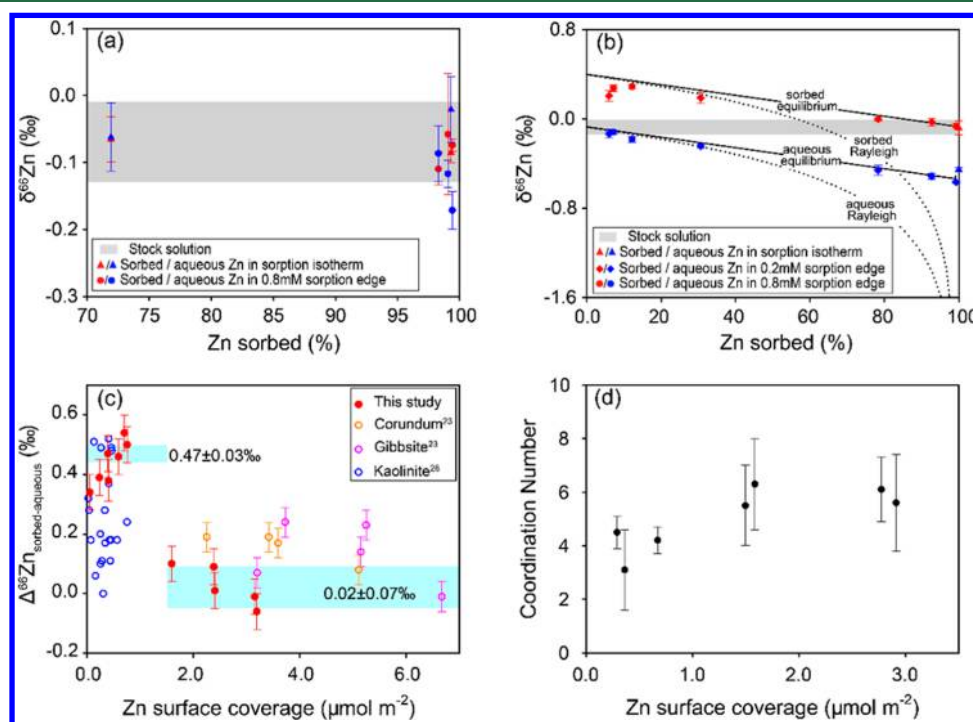 (a)
0.1
0.0
-0.1
-0.2
-0.3
δ⁶⁶Zn (‰)
Stock solution
/ Sorbed / aqueous Zn in sorption isotherm
/ Sorbed / aqueous Zn in 0.8mM sorption edge
70 75 80 85 90 95 100
Zn sorbed (%)
(b)
0.8
0.0
-0.8
-1.6
δ⁶⁶Zn (‰)
sorbed
equilibrium
aqueous
equilibrium
sorbed
Rayleigh
aqueous
Rayleigh
Stock solution
/ Sorbed / aqueous Zn in sorption isotherm
/ Sorbed / aqueous Zn in 0.2mM sorption edge
/ Sorbed / aqueous Zn in 0.8mM sorption edge
0.0 20 40 60 80 100
Zn sorbed (%)
(c)
0.6
0.4
0.2
0.0
-0.2
Δ⁶⁶Zn sorbed-aqueous (‰)
This study
Corundum²³
Gibbsite²³
Kaolinite²⁶
0.47±0.03‰
0.02±0.07‰
0.0 2.0 4.0 6.0
Zn surface coverage (μmol m⁻²)
(d)
10
8
6
4
2
0
Coordination Number
0.0 1.0 2.0 3.0
Zn surface coverage (μmol m⁻²)